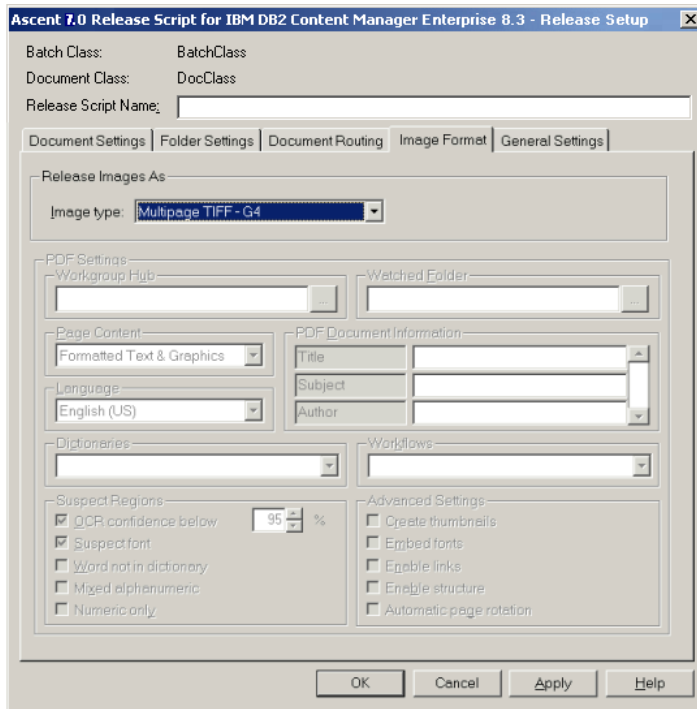 Ascent 7.0 Release Script for IBM DB2 Content Manager Enterprise 8.3 - Release Setup
Batch Class: BatchClass
Document Class: DocClass
Release Script Name:
Document Settings Folder Settings Document Routing Image Format General Settings
Release Images As
Image type: Multipage TIFF - G4
PDF Settings
Workgroup Hub Watched Folder
... ...
Page Content PDF Document Information
Formatted Text & Graphics Title
Language Subject
English (US) Author
Dictionaries Workflows
Suspect Regions Advanced Settings
OCR confidence below 95 % Create thumbnails
Suspect font Embed fonts
Word not in dictionary Enable links
Mixed alphanumeric Enable structure
Numeric only Automatic page rotation
OK Cancel Apply Help